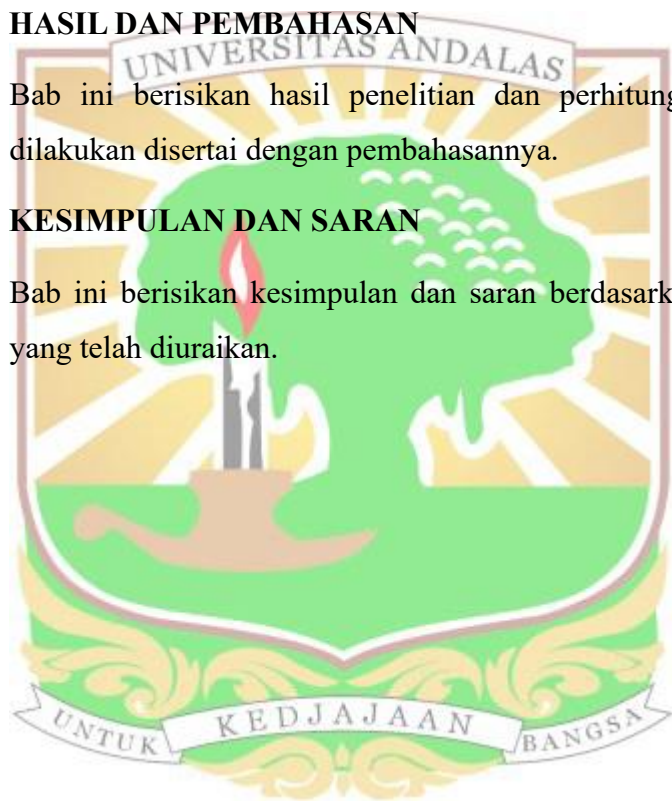 HASIL DAN PEMBAHASAN
UNIVERSITAS ANDALAS
Bab ini berisikan hasil penelitian dan perhitung
dilakukan disertai dengan pembahasannya.
KESIMPULAN DAN SARAN
Bab ini berisikan kesimpulan dan saran berdasark
yang telah diuraikan.
UNTUK KEDJAJAAN BANGSA